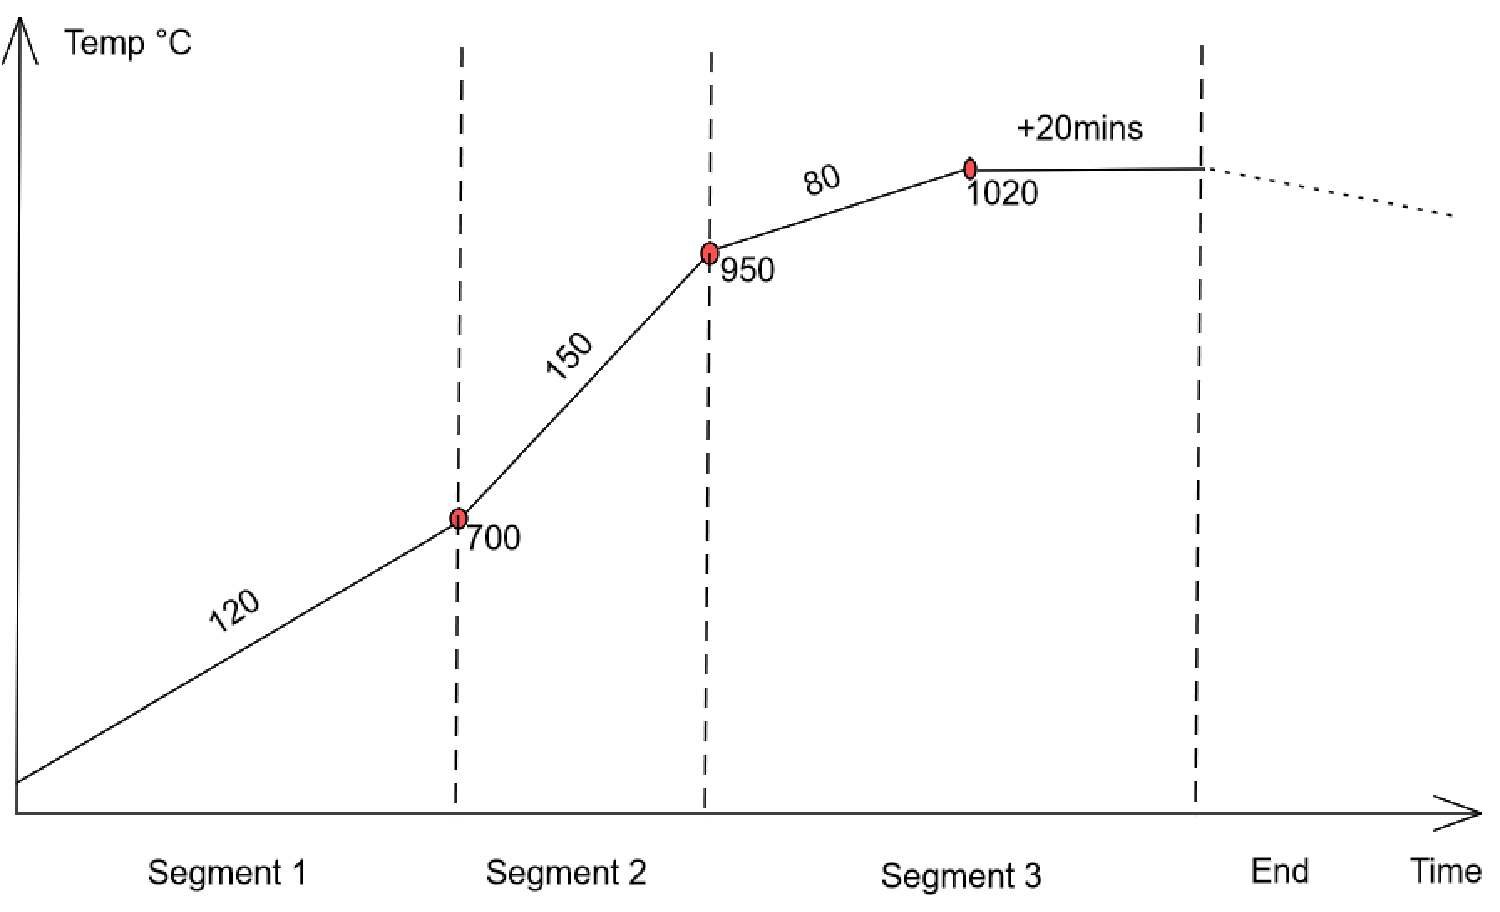 Temp °C
+20mins
80
1020
950
150
700
120
Segment 1
Segment 2
Segment 3
End
Time